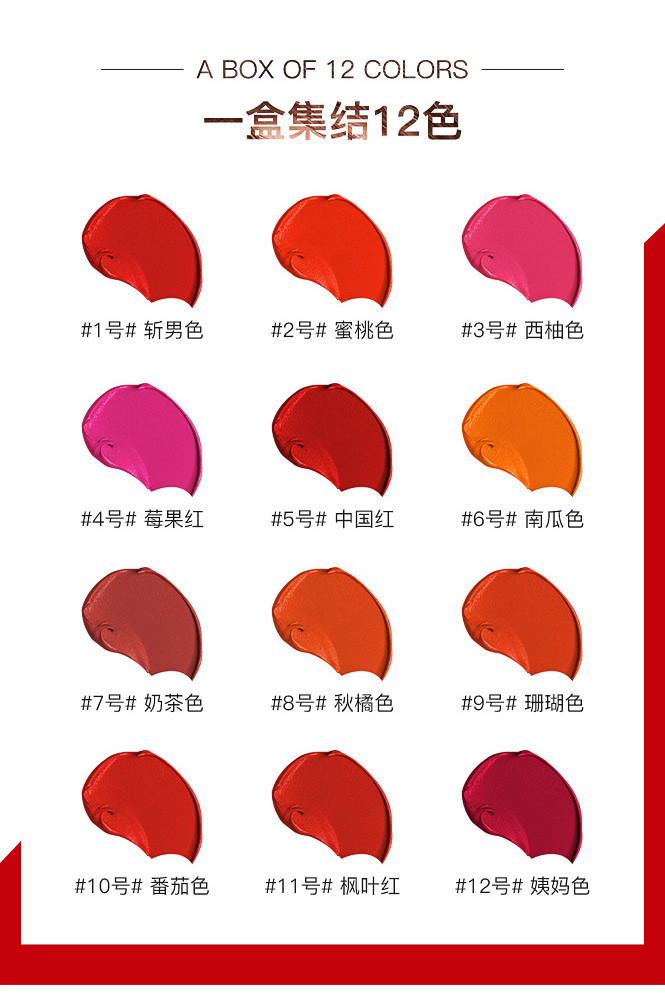 A BOX OF 12 COLORS
一盒集结12色
#1号# 斩男色
#2号# 蜜桃色
#3号# 西柚色
#4号# 莓果红
#5号# 中国红
#6号# 南瓜色
#7号# 奶茶色
#8号# 秋橘色
#9号# 珊瑚色
#10号# 番茄色
#11号# 枫叶红
#12号# 姨妈色